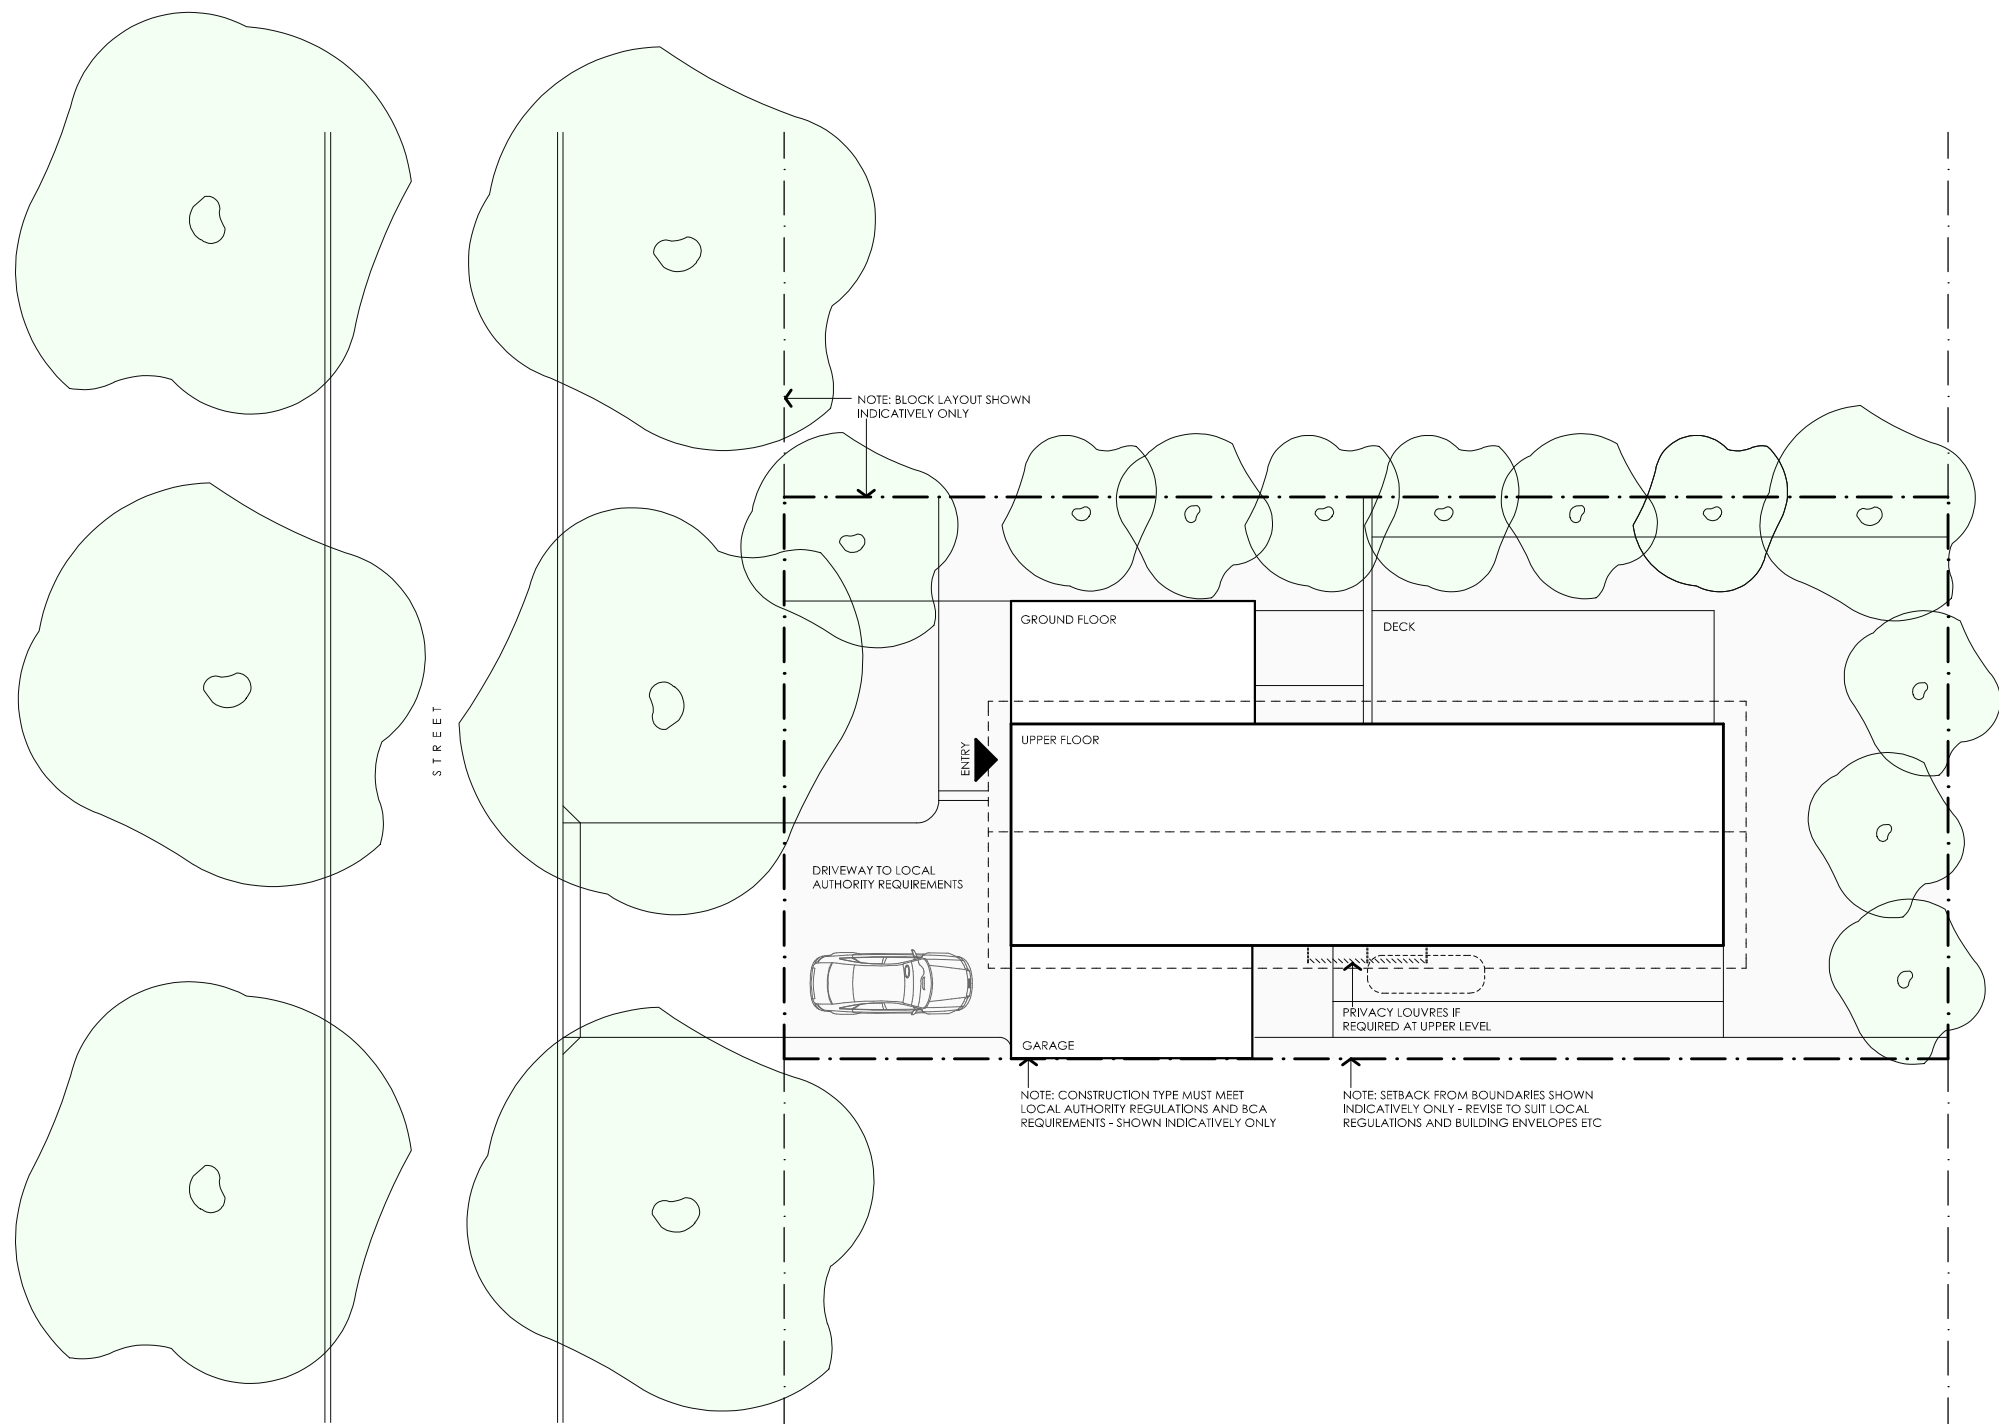 NOTE: BLOCK LAYOUT SHOWN
INDICATIVELY ONLY
GROUND FLOOR
DECK
STREET
ENTRY
UPPER FLOOR
DRIVEWAY TO LOCAL
AUTHORITY REQUIREMENTS
PRIVACY LOUVRES IF
REQUIRED AT UPPER LEVEL
GARAGE
NOTE: CONSTRUCTION TYPE MUST MEET
LOCAL AUTHORITY REGULATIONS AND BCA
REQUIREMENTS - SHOWN INDICATIVELY ONLY
NOTE: SETBACK FROM BOUNDARIES SHOWN
INDICATIVELY ONLY - REVISE TO SUIT LOCAL
REGULATIONS AND BUILDING ENVELOPES ETC